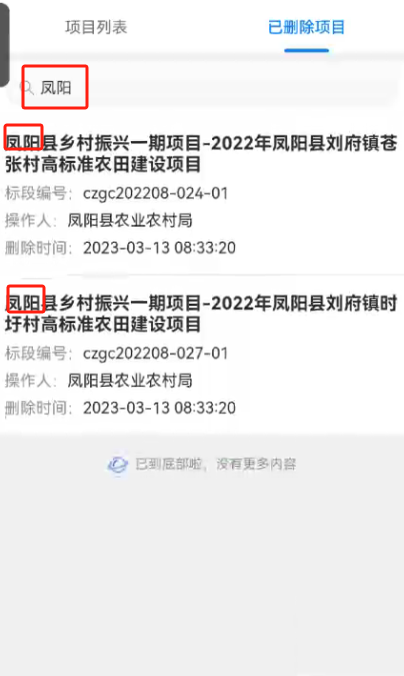 项目列表
已删除项目
凤阳
凤阳县乡村振兴一期项目-2022年凤阳县刘府镇苍
张村高标准农田建设项目
标段编号：czgc202208-024-01
操作人：凤阳县农业农村局
删除时间：2023-03-13 08:33:20
凤阳县乡村振兴一期项目-2022年凤阳县刘府镇时
圩村高标准农田建设项目
标段编号：czgc202208-027-01
操作人：凤阳县农业农村局
删除时间：2023-03-13 08:33:20
已到底部啦，没有更多内容